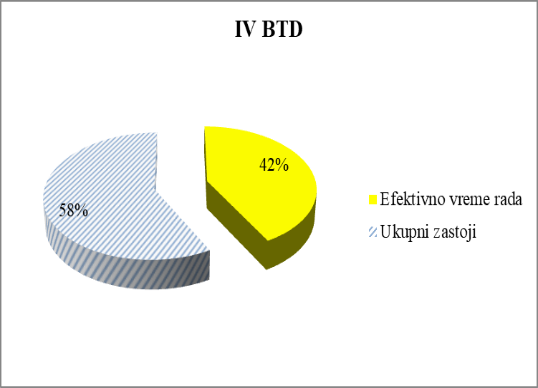 IV BTD
42%
58%
Efektivno vreme rada
Ukupni zastoji